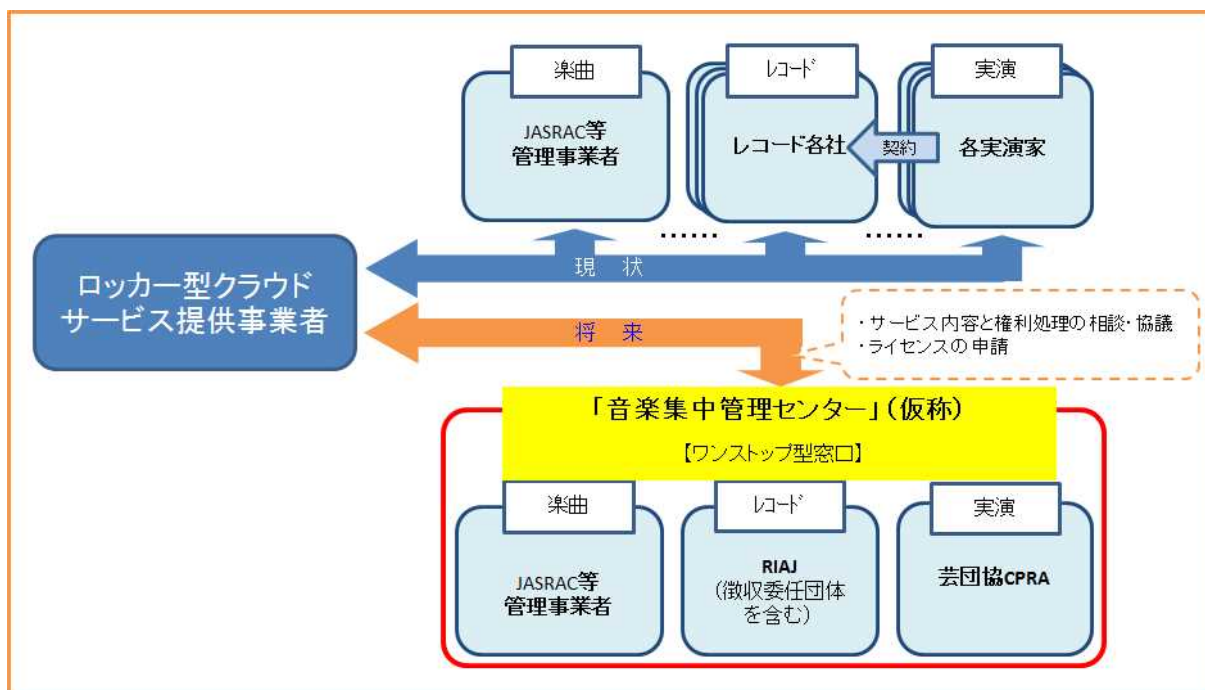 楽曲
JASRAC等
管理事業者
レコード
レコード各社
契約
実演
各実演家
……
……
ロッカー型クラウド
サービス提供事業者
現 状
将 来
・サービス内容と権利処理の相談・協議
・ライセンスの申請
「音楽集中管理センター」(仮称)
【ワンストップ型窓口】
楽曲
JASRAC等
管理事業者
レコード
RIAJ
(徴収委任団体
を含む)
実演
芸団協CPRA